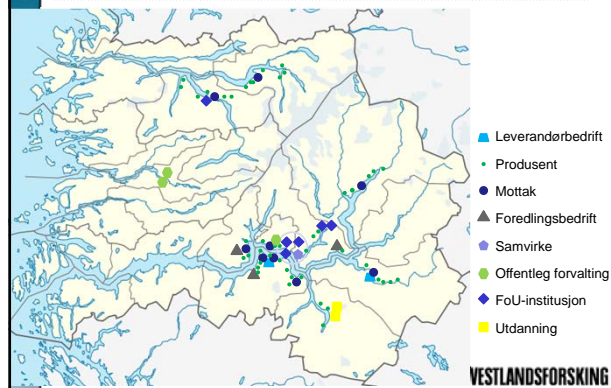 Leverandørbedrift
Produsent
Mottak
Foredlingsbedrift
Samvirke
Offentleg forvalting
FoU-institusjon
Utdanning
VESTLANDSFORSKING